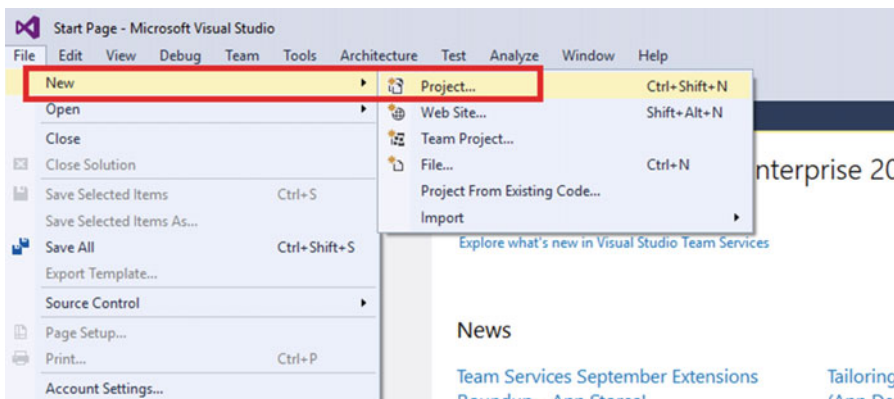 Start Page - Microsoft Visual Studio
File Edit View Debug Team Tools Architecture Test Analyze Window Help
New
Project... Ctrl+Shift+N
Open
Web Site... Shift+Alt+N
Close
Team Project...
Close Solution
File... Ctrl+N
nterprise 20
Save Selected Items Ctrl+S
Project From Existing Code...
Save Selected Items As...
Import
Save All Ctrl+Shift+S
Explore what's new in Visual Studio Team Services
Export Template...
Source Control
Page Setup...
News
Print... Ctrl+P
Team Services September Extensions
Tailoring
Account Settings...